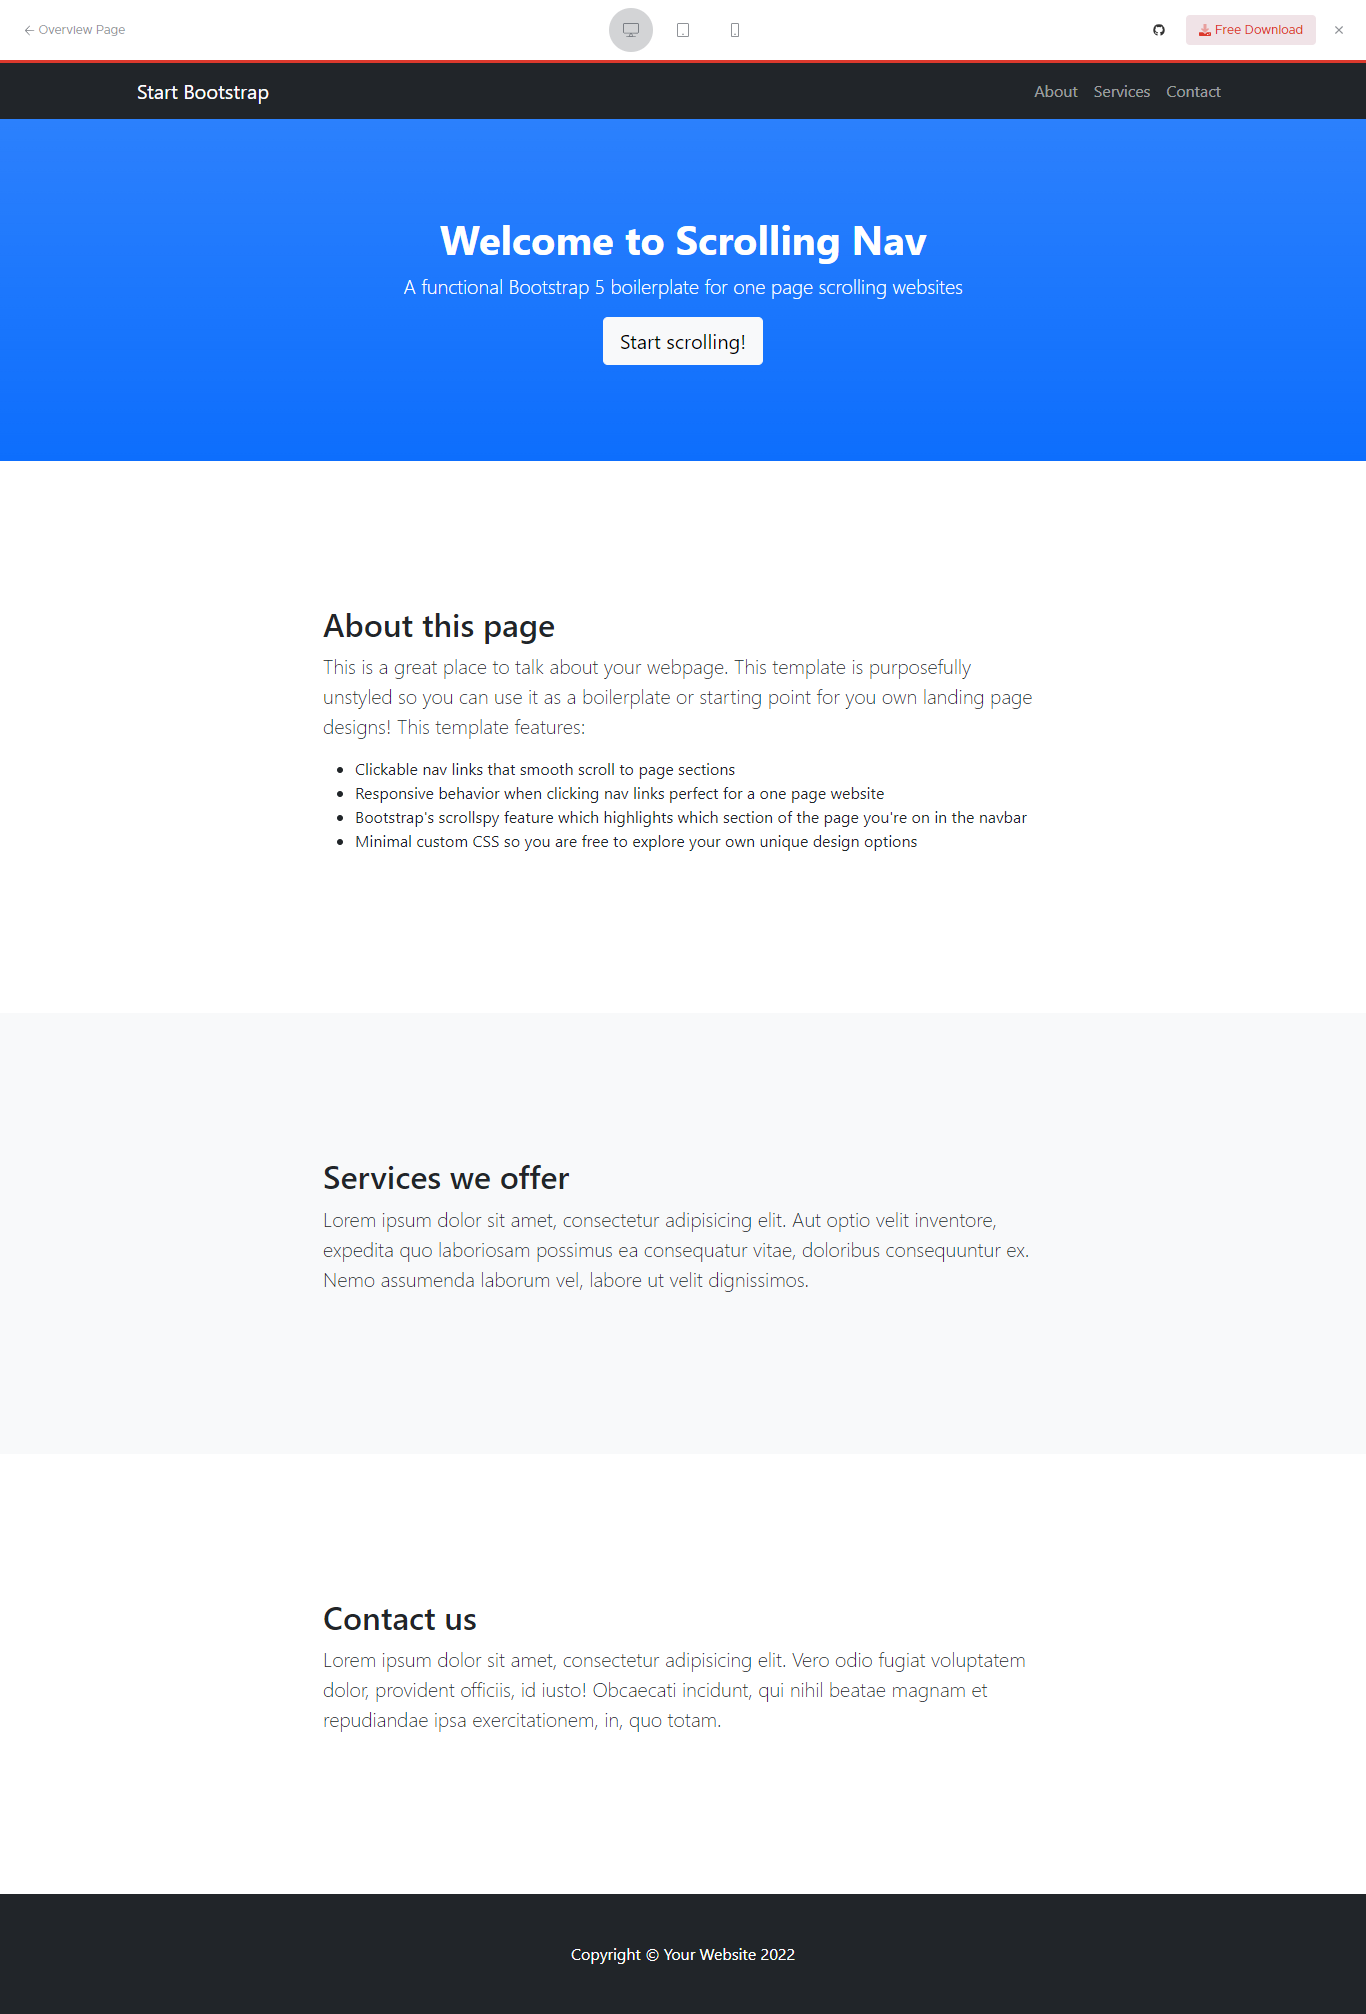 Overview Page
Free Download
Start Bootstrap
About Services Contact
Welcome to Scrolling Nav
A functional Bootstrap 5 boilerplate for one page scrolling websites
Start scrolling!
About this page
This is a great place to talk about your webpage. This template is purposefully
unstyled so you can use it as a boilerplate or starting point for you own landing page
designs! This template features:
Clickable nav links that smooth scroll to page sections
Responsive behavior when clicking nav links perfect for a one page website
Bootstrap's scrollspy feature which highlights which section of the page you're on in the navbar
Minimal custom CSS so you are free to explore your own unique design options
Services we offer
Lorem ipsum dolor sit amet, consectetur adipisicing elit. Aut optio velit inventore,
expedita quo laboriosam possimus ea consequatur vitae, doloribus consequuntur ex.
Nemo assumenda laborum vel, labore ut velit dignissimos.
Contact us
Lorem ipsum dolor sit amet, consectetur adipisicing elit. Vero odio fugiat voluptatem
dolor, provident officiis, id iusto! Obcaecati incidunt, qui nihil beatae magnam et
repudiandae ipsa exercitationem, in, quo totam.
Copyright © Your Website 2022